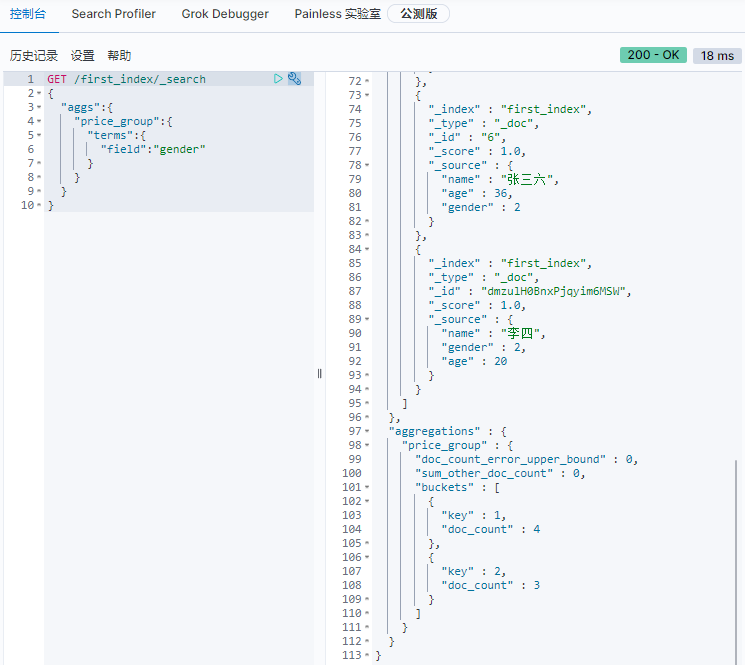 控制台 Search Profiler Grok Debugger Painless 实验室 公测版
历史记录 设置 帮助 200 - OK 18 ms
1 GET /first_index/_search
2 {
3 "aggs":{
4 "price_group":{
5 "terms":{
6 "field":"gender"
7 }
8 }
9 }
10 }
72 },
73 {
74 "_index" : "first_index",
75 "_type" : "_doc",
76 "_id" : "6",
77 "_score" : 1.0,
78 "_source" : {
79 "name" : "张三六",
80 "age" : 36,
81 "gender" : 2
82 }
83 },
84 {
85 "_index" : "first_index",
86 "_type" : "_doc",
87 "_id" : "dmzulH0BnxPjqyim6MSW",
88 "_score" : 1.0,
89 "_source" : {
90 "name" : "李四",
91 "gender" : 2,
92 "age" : 20
93 }
94 }
95 ]
96 },
97 "aggregations" : {
98 "price_group" : {
99 "doc_count_error_upper_bound" : 0,
100 "sum_other_doc_count" : 0,
101 "buckets" : [
102 {
103 "key" : 1,
104 "doc_count" : 4
105 },
106 {
107 "key" : 2,
108 "doc_count" : 3
109 }
110 ]
111 }
112 }
113 }